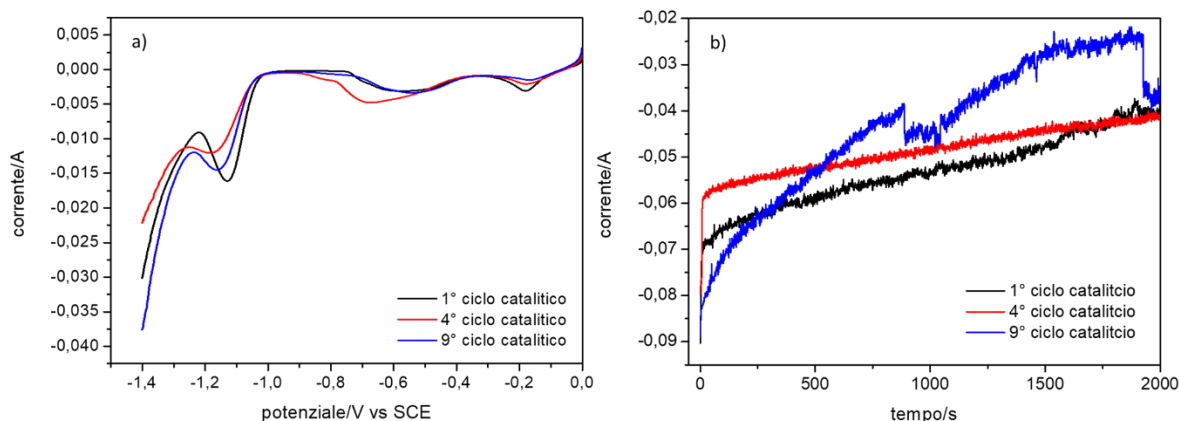 a)
0,005
0,000
-0,005
-0,010
-0,015
-0,020
-0,025
-0,030
-0,035
-0,040
corrente/A
1° ciclo catalitico
4° ciclo catalitico
9° ciclo catalitico
-1,4
-1,2
-1,0
-0,8
-0,6
-0,4
-0,2
0,0
potenziale/V vs SCE
b)
-0,02
-0,03
-0,04
-0,05
-0,06
-0,07
-0,08
-0,09
corrente/A
1° ciclo catalitcio
4° ciclo catalitcio
9° ciclo catalitcio
0
500
1000
1500
2000
tempo/s